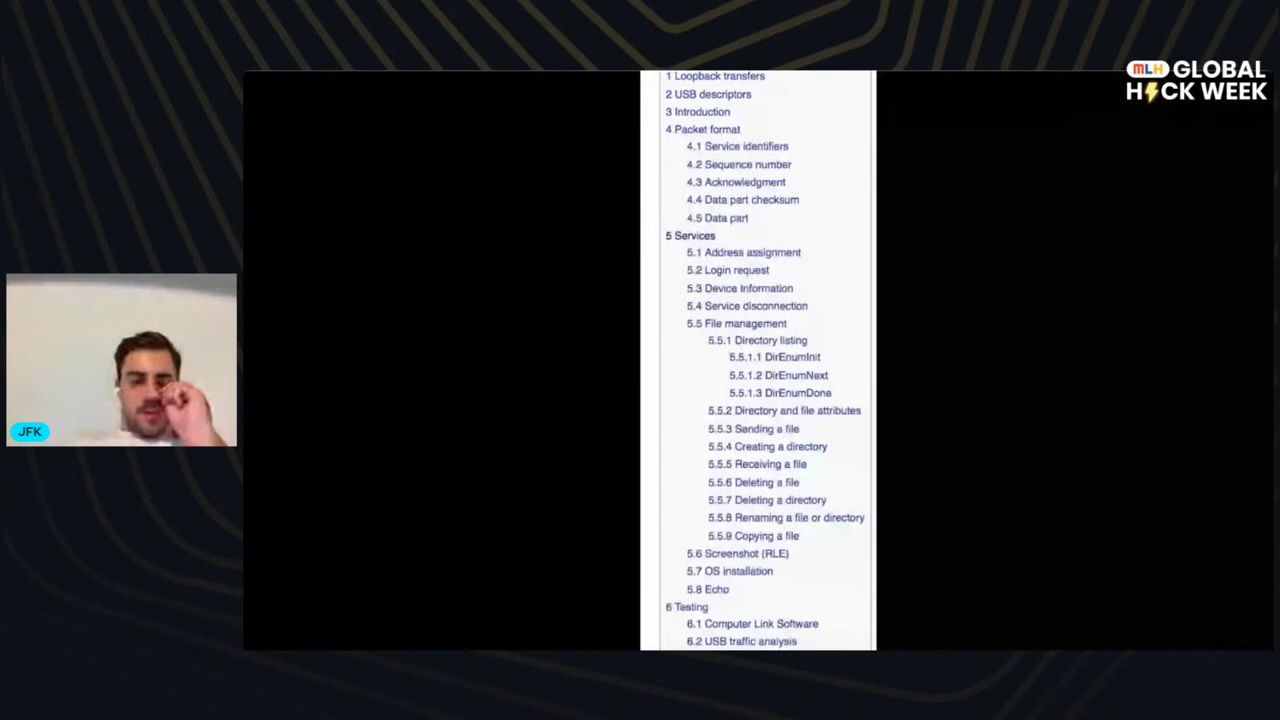 MLH GLOBAL
HACK WEEK
1 Loopback transfers
2 USB descriptors
3 Introduction
4 Packet format
4.1 Service identifiers
4.2 Sequence number
4.3 Acknowledgment
4.4 Data part checksum
4.5 Data part
5 Services
5.1 Address assignment
5.2 Login request
5.3 Device Information
5.4 Service disconnection
5.5 File management
5.5.1 Directory listing
5.5.1.1 DirEnumInit
5.5.1.2 DirEnumNext
5.5.1.3 DirEnumDone
5.5.2 Directory and file attributes
5.5.3 Sending a file
5.5.4 Creating a directory
5.5.5 Receiving a file
5.5.6 Deleting a file
5.5.7 Deleting a directory
5.5.8 Renaming a file or directory
5.5.9 Copying a file
5.6 Screenshot (RLE)
5.7 OS installation
5.8 Echo
6 Testing
6.1 Computer Link Software
6.2 USB traffic analysis
JFK